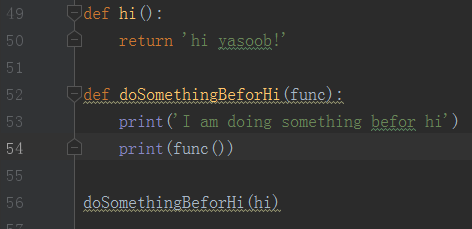 49 def hi():
50     return 'hi yasoob!'
51
52 def doSomethingBeforHi(func):
53     print('I am doing something befor hi')
54     print(func())
55
56 doSomethingBeforHi(hi)
57